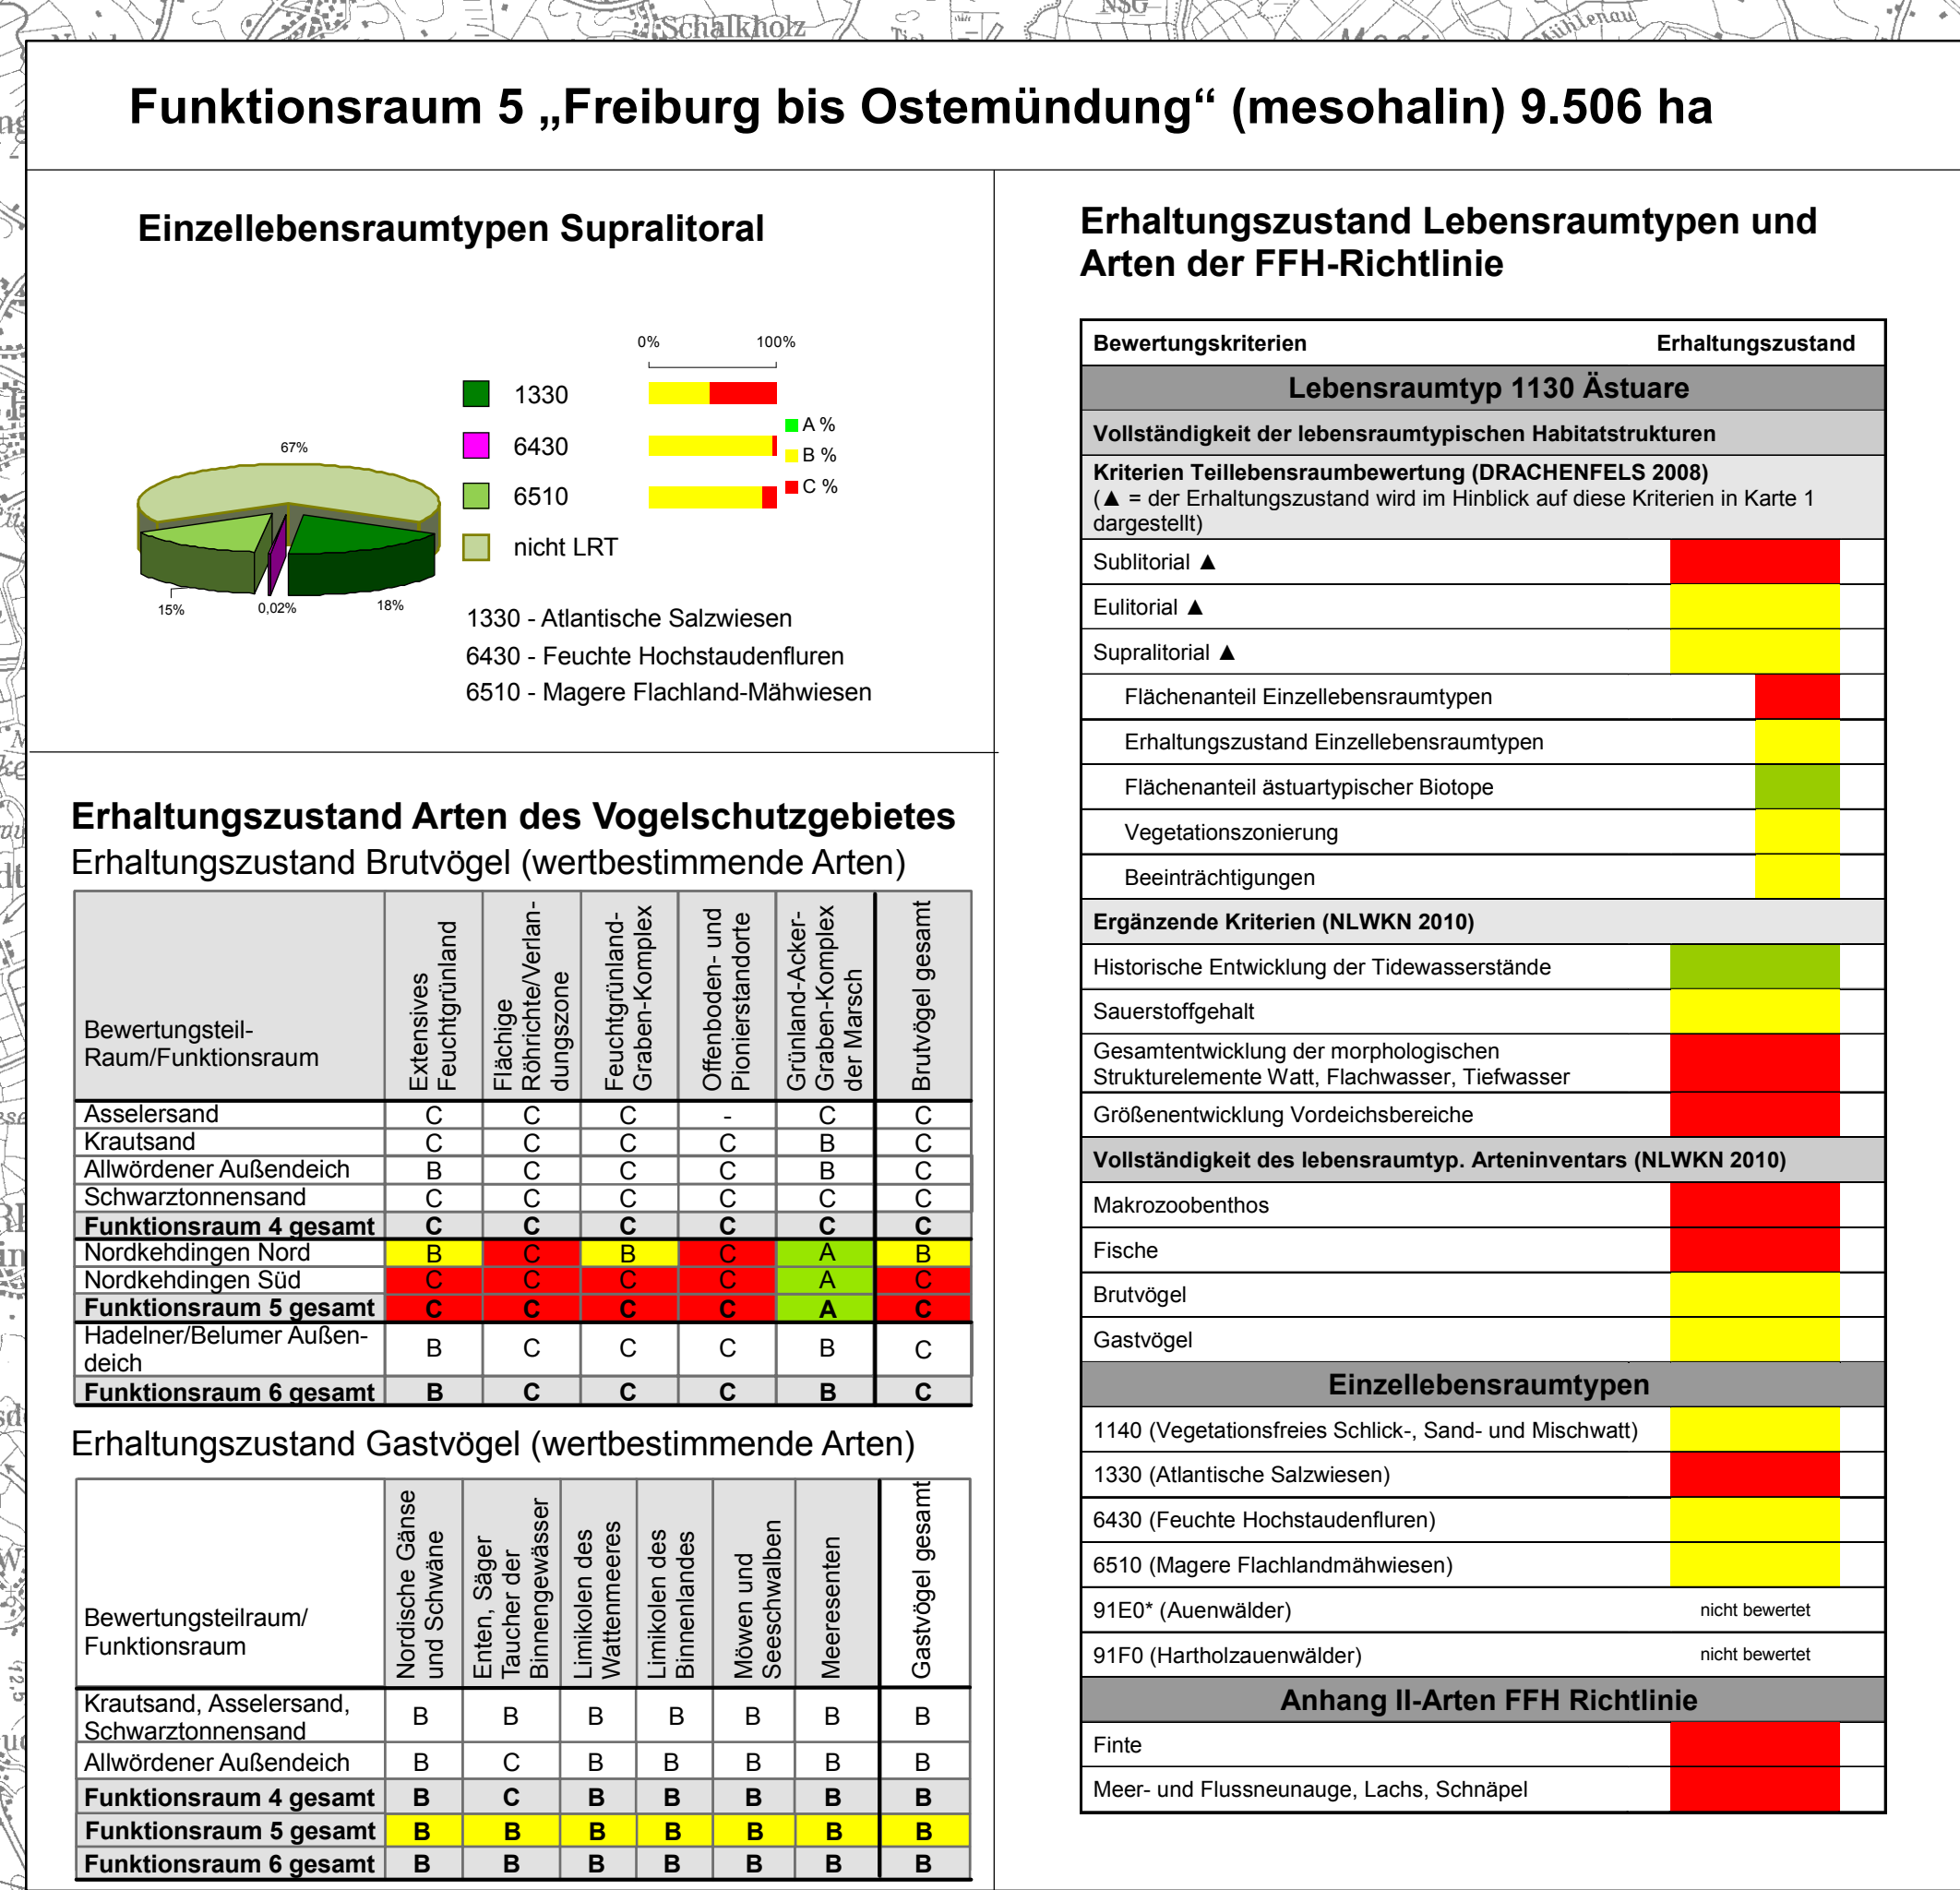 Schalkholz
NSG
Mühlenau
Funktionsraum 5 „Freiburg bis Ostemündung“ (mesohalin) 9.506 ha
Einzellebensraumtypen Supralitoral
0% 100%
1330
6430
6510
nicht LRT
A %
B %
C %
67%
15%
0,02%
18%
1330 - Atlantische Salzwiesen
6430 - Feuchte Hochstaudenfluren
6510 - Magere Flachland-Mähwiesen
Erhaltungszustand Arten des Vogelschutzgebietes
Erhaltungszustand Brutvögel (wertbestimmende Arten)
Bewertungsteil-
Raum/Funktionsraum
Extensives
Feuchtgrünland
Flächige
Röhrichte/Verlan-
dungszone
Feuchtgrünland-
Graben-Komplex
Offenboden- und
Pionierstandorte
Grünland-Acker-
Graben-Komplex
der Marsch
Brutvögel gesamt
Asselersand C C C - C C
Krautsand C C C C B C
Allwördener Außendeich B C C C B C
Schwarztonnensand C C C C C C
Funktionsraum 4 gesamt C C C C C C
Nordkehdingen Nord B C B C A B
Nordkehdingen Süd C C C C A C
Funktionsraum 5 gesamt C C C C A C
Hadelner/Belumer Außen-
deich B C C C B C
Funktionsraum 6 gesamt B C C C B C
Erhaltungszustand Gastvögel (wertbestimmende Arten)
Bewertungsteilraum/
Funktionsraum
Nordische Gänse
und Schwäne
Enten, Säger
Taucher der
Binnengewässer
Limikolen des
Wattenmeeres
Limikolen des
Binnenlandes
Möwen und
Seeschwalben
Meeresenten
Gastvögel gesamt
Krautsand, Asselersand,
Schwarztonnensand B B B B B B B
Allwördener Außendeich B C B B B B B
Funktionsraum 4 gesamt B C B B B B B
Funktionsraum 5 gesamt B B B B B B B
Funktionsraum 6 gesamt B B B B B B B
Erhaltungszustand Lebensraumtypen und
Arten der FFH-Richtlinie
Bewertungskriterien Erhaltungszustand
Lebensraumtyp 1130 Ästuare
Vollständigkeit der lebensraumtypischen Habitatstrukturen
Kriterien Teillebensraumbewertung (DRACHENFELS 2008)
(▲ = der Erhaltungszustand wird im Hinblick auf diese Kriterien in Karte 1
dargestellt)
Sublitorial ▲
Eulitorial ▲
Supralitorial ▲
Flächenanteil Einzellebensraumtypen
Erhaltungszustand Einzellebensraumtypen
Flächenanteil ästuartypischer Biotope
Vegetationszonierung
Beeinträchtigungen
Ergänzende Kriterien (NLWKN 2010)
Historische Entwicklung der Tidewasserstände
Sauerstoffgehalt
Gesamtentwicklung der morphologischen
Strukturelemente Watt, Flachwasser, Tiefwasser
Größenentwicklung Vordeichsbereiche
Vollständigkeit des lebensraumtyp. Arteninventars (NLWKN 2010)
Makrozoobenthos
Fische
Brutvögel
Gastvögel
Einzellebensraumtypen
1140 (Vegetationsfreies Schlick-, Sand- und Mischwatt)
1330 (Atlantische Salzwiesen)
6430 (Feuchte Hochstaudenfluren)
6510 (Magere Flachlandmähwiesen)
91E0* (Auenwälder) nicht bewertet
91F0 (Hartholzauenwälder) nicht bewertet
Anhang II-Arten FFH Richtlinie
Finte
Meer- und Flussneunauge, Lachs, Schnäpel